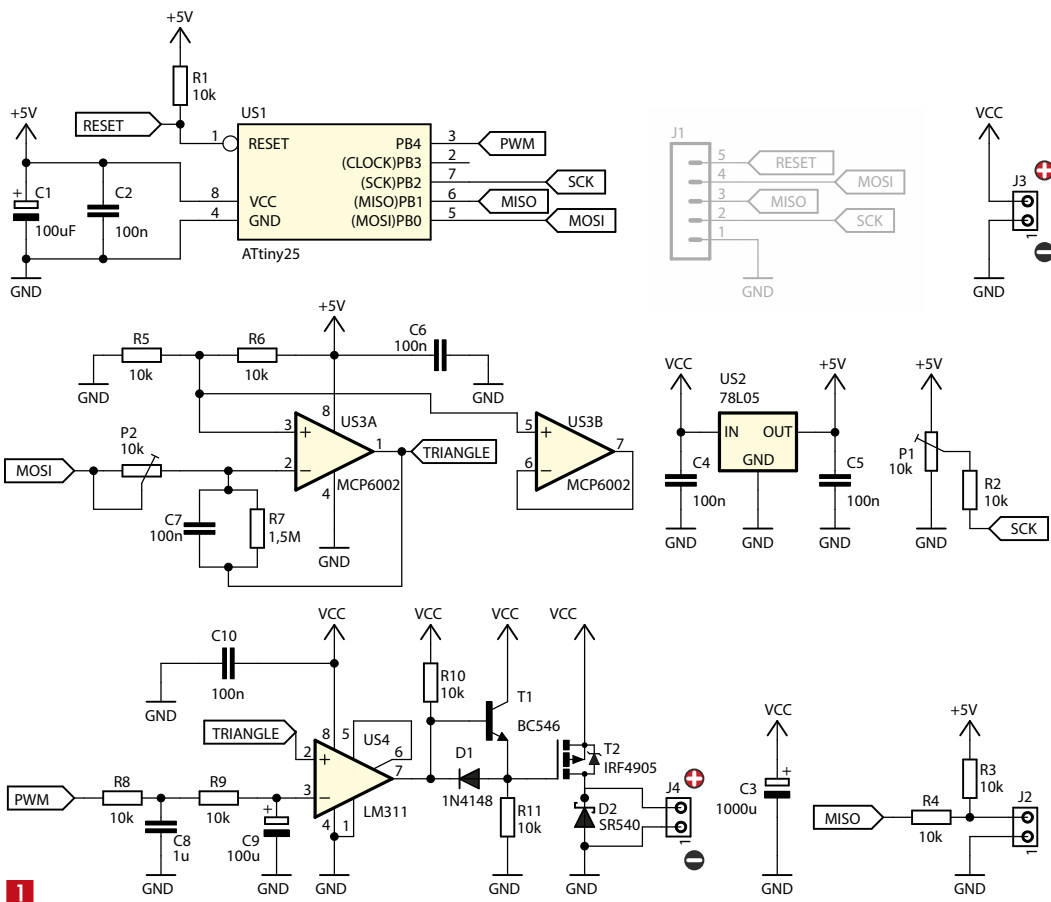 +5V
R1
10k
RESET
+5V
+
C1
100uF
C2
100n
GND
US1
1
RESET
8
VCC
4
GND
PB4
3
PWM
(CLOCK)PB3
2
(SCK)PB2
7
SCK
(MISO)PB1
6
MISO
(MOSI)PB0
5
MOSI
ATtiny25
J1
5
RESET
4
MOSI
3
MISO
2
SCK
1
GND
VCC
J3
+
1
−
GND
R5
10k
GND
R6
10k
+5V
C6
100n
GND
P2
10k
MOSI
3
+
2
−
8
US3A
1
TRIANGLE
4
MCP6002
GND
C7
100n
R7
1,5M
5
+
6
−
US3B
7
MCP6002
VCC
US2
78L05
IN
OUT
GND
C4
100n
GND
GND
+5V
C5
100n
GND
+5V
P1
10k
GND
R2
10k
SCK
C10
100n
GND
VCC
TRIANGLE
2
+
3
−
8
5
US4
6
7
4
1
LM311
GND
PWM
R8
10k
C8
1u
GND
R9
10k
+
C9
100u
GND
VCC
R10
10k
D1
1N4148
VCC
T1
BC546
R11
10k
GND
VCC
T2
IRF4905
D2
SR540
GND
J4
+
1
−
VCC
+
C3
1000u
GND
+5V
R3
10k
MISO
R4
10k
J2
1
GND
1